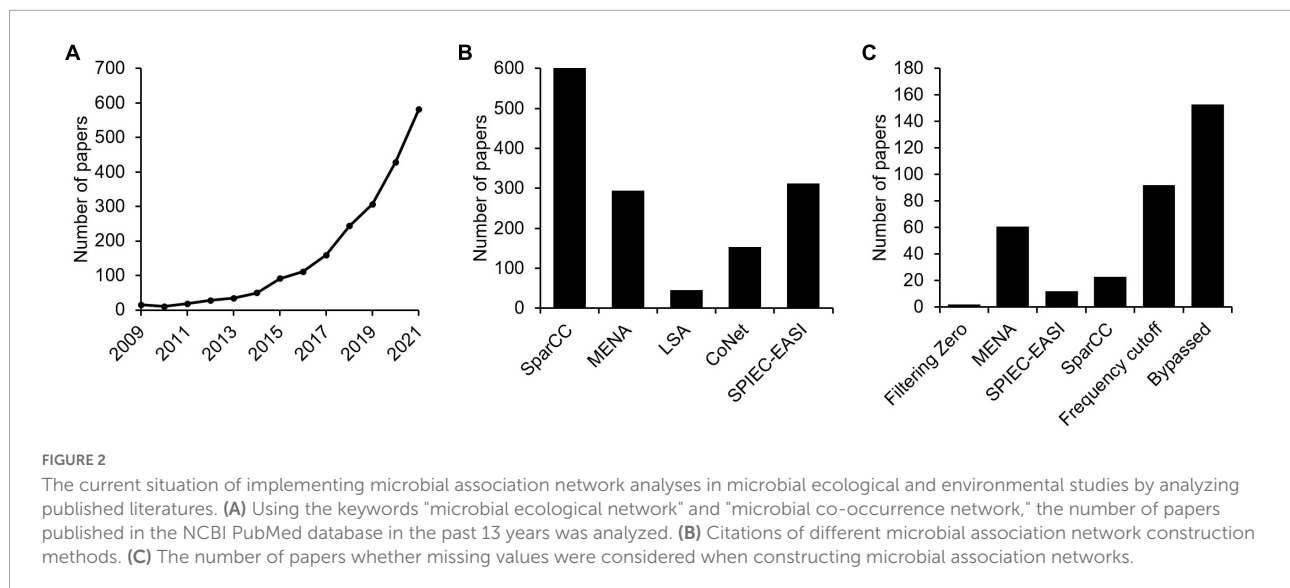 A
Number of papers
700
600
500
400
300
200
100
0
2009
2011
2013
2015
2017
2019
2021
B
Number of papers
600
500
400
300
200
100
0
SparCC
MENA
LSA
CoNet
SPIEC-EASI
C
Number of papers
180
160
140
120
100
80
60
40
20
0
Filtering Zero
MENA
SPIEC-EASI
SparCC
Frequency cutoff
Bypassed
FIGURE 2
The current situation of implementing microbial association network analyses in microbial ecological and environmental studies by analyzing
published literatures. (A) Using the keywords "microbial ecological network" and "microbial co-occurrence network," the number of papers
published in the NCBI PubMed database in the past 13 years was analyzed. (B) Citations of different microbial association network construction
methods. (C) The number of papers whether missing values were considered when constructing microbial association networks.